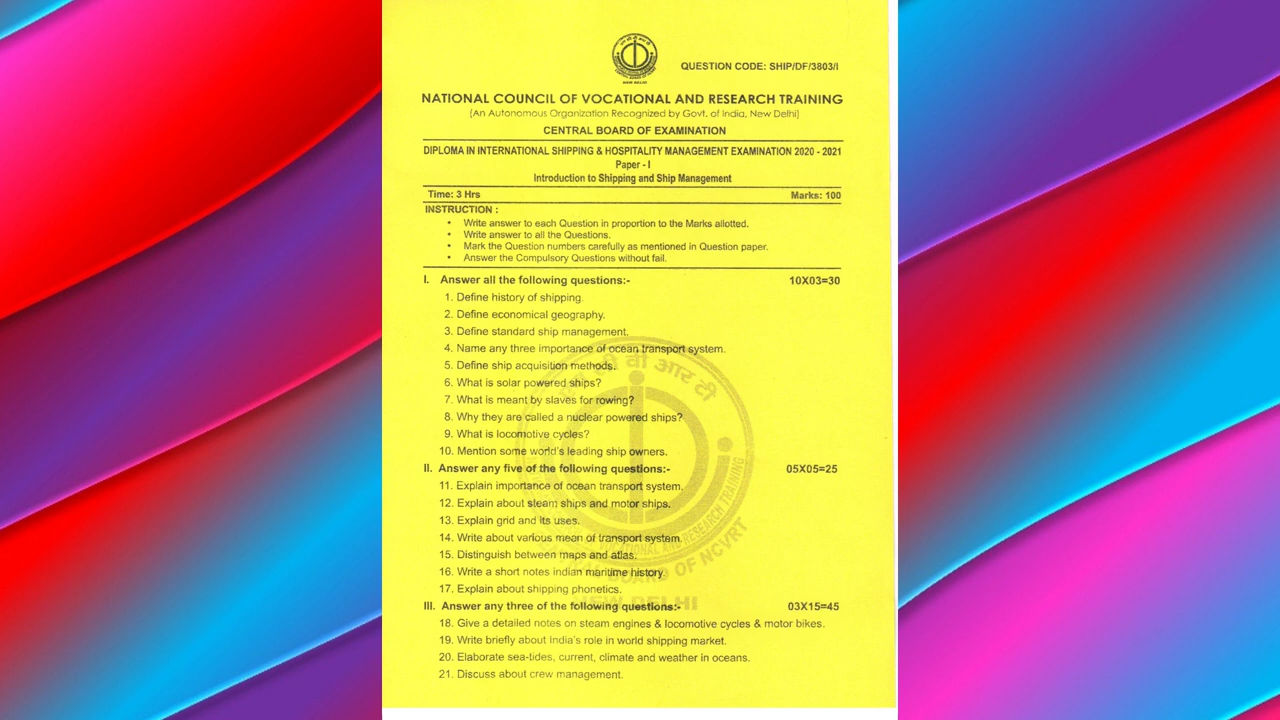 QUESTION CODE: SHIP/DF/3803/I
NEW DELHI
NATIONAL COUNCIL OF VOCATIONAL AND RESEARCH TRAINING
[An Autonomous Organization Recognized by Govt. of India, New Delhi]
CENTRAL BOARD OF EXAMINATION
DIPLOMA IN INTERNATIONAL SHIPPING & HOSPITALITY MANAGEMENT EXAMINATION 2020 - 2021
Paper - I
Introduction to Shipping and Ship Management
Time: 3 Hrs Marks: 100
INSTRUCTION :
• Write answer to each Question in proportion to the Marks allotted.
• Write answer to all the Questions.
• Mark the Question numbers carefully as mentioned in Question paper.
• Answer the Compulsory Questions without fail.
I. Answer all the following questions:- 10X03=30
1. Define history of shipping.
2. Define economical geography.
3. Define standard ship management.
4. Name any three importance of ocean transport system.
5. Define ship acquisition methods.
6. What is solar powered ships?
7. What is meant by slaves for rowing?
8. Why they are called a nuclear powered ships?
9. What is locomotive cycles?
10. Mention some world's leading ship owners.
II. Answer any five of the following questions:- 05X05=25
11. Explain importance of ocean transport system.
12. Explain about steam ships and motor ships.
13. Explain grid and its uses.
14. Write about various mean of transport system.
15. Distinguish between maps and atlas.
16. Write a short notes indian maritime history.
17. Explain about shipping phonetics.
III. Answer any three of the following questions:- 03X15=45
18. Give a detailed notes on steam engines & locomotive cycles & motor bikes.
19. Write briefly about India's role in world shipping market.
20. Elaborate sea-tides, current, climate and weather in oceans.
21. Discuss about crew management.
वी आर टी
AND RESEARCH TRAINING
BOARD OF NCVRT
NEW DELHI